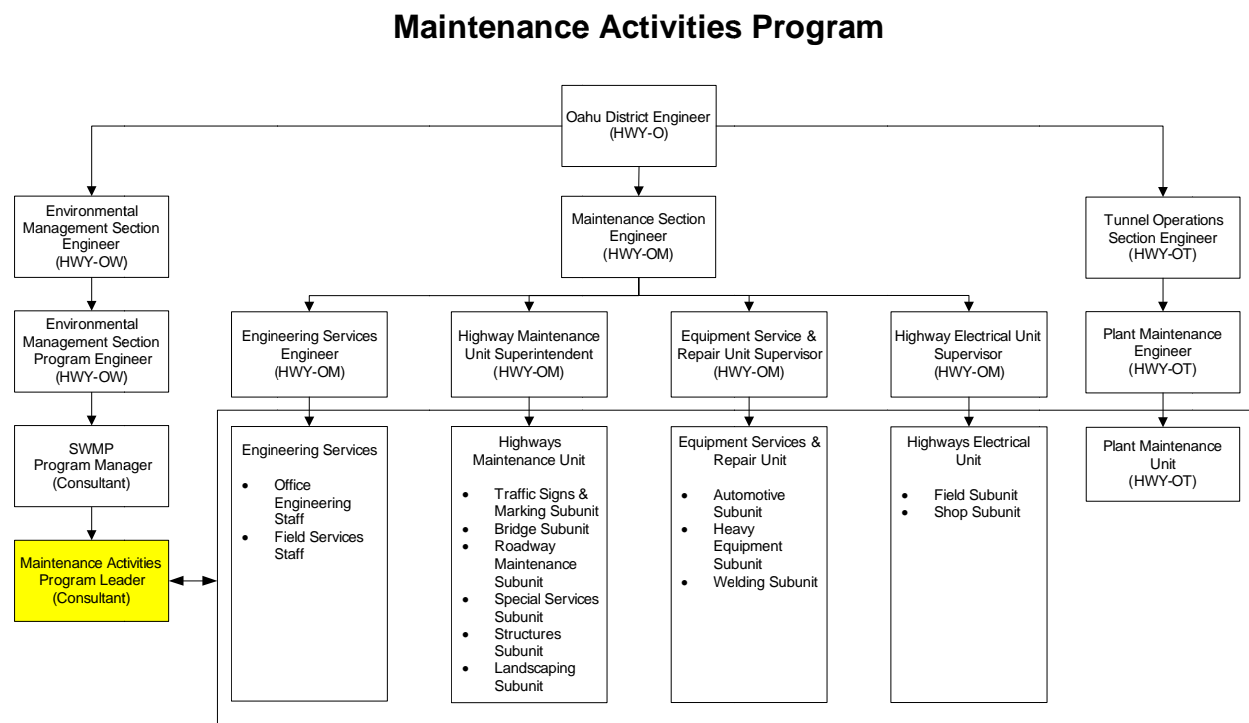 Maintenance Activities Program
Oahu District Engineer
(HWY-O)
Environmental
Management Section
Engineer
(HWY-OW)
Maintenance Section
Engineer
(HWY-OM)
Tunnel Operations
Section Engineer
(HWY-OT)
Environmental
Management Section
Program Engineer
(HWY-OW)
Engineering Services
Engineer
(HWY-OM)
Highway Maintenance
Unit Superintendent
(HWY-OM)
Equipment Service &
Repair Unit Supervisor
(HWY-OM)
Highway Electrical Unit
Supervisor
(HWY-OM)
Plant Maintenance
Engineer
(HWY-OT)
SWMP
Program Manager
(Consultant)
Engineering Services
• Office
Engineering
Staff
• Field Services
Staff
Highways
Maintenance Unit
• Traffic Signs &
Marking Subunit
• Bridge Subunit
• Roadway
Maintenance
Subunit
• Special Services
Subunit
• Structures
Subunit
• Landscaping
Subunit
Equipment Services &
Repair Unit
• Automotive
Subunit
• Heavy
Equipment
Subunit
• Welding Subunit
Highways Electrical
Unit
• Field Subunit
• Shop Subunit
Plant Maintenance
Unit
(HWY-OT)
Maintenance Activities
Program Leader
(Consultant)